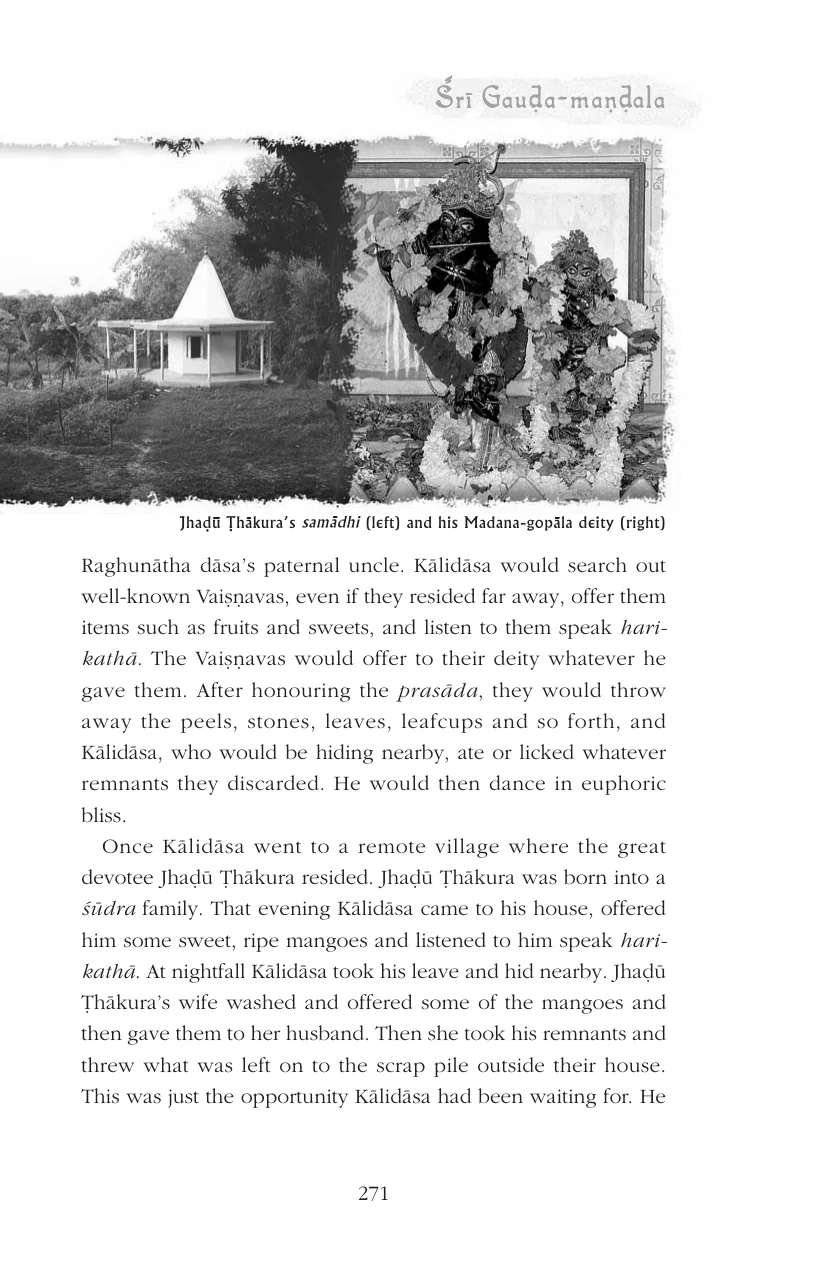 Śrī Gauḍa-maṇḍala
Jhaḍū Ṭhākura’s samādhi (left) and his Madana-gopāla deity (right)
Raghunātha dāsa’s paternal uncle. Kālidāsa would search out
well-known Vaiṣṇavas, even if they resided far away, offer them
items such as fruits and sweets, and listen to them speak hari-
kathā. The Vaiṣṇavas would offer to their deity whatever he
gave them. After honouring the prasāda, they would throw
away the peels, stones, leaves, leafcups and so forth, and
Kālidāsa, who would be hiding nearby, ate or licked whatever
remnants they discarded. He would then dance in euphoric
bliss.
Once Kālidāsa went to a remote village where the great
devotee Jhaḍū Ṭhākura resided. Jhaḍū Ṭhākura was born into a
śūdra family. That evening Kālidāsa came to his house, offered
him some sweet, ripe mangoes and listened to him speak hari-
kathā. At nightfall Kālidāsa took his leave and hid nearby. Jhaḍū
Ṭhākura’s wife washed and offered some of the mangoes and
then gave them to her husband. Then she took his remnants and
threw what was left on to the scrap pile outside their house.
This was just the opportunity Kālidāsa had been waiting for. He
271